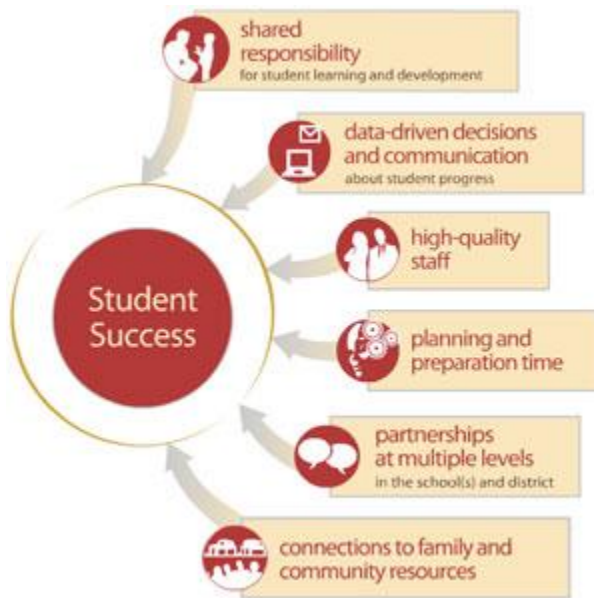 shared
responsibility
for student learning and development
data-driven decisions
and communication
about student progress
high-quality
staff
Student
Success
planning and
preparation time
partnerships
at multiple levels
in the school(s) and district
connections to family and
community resources